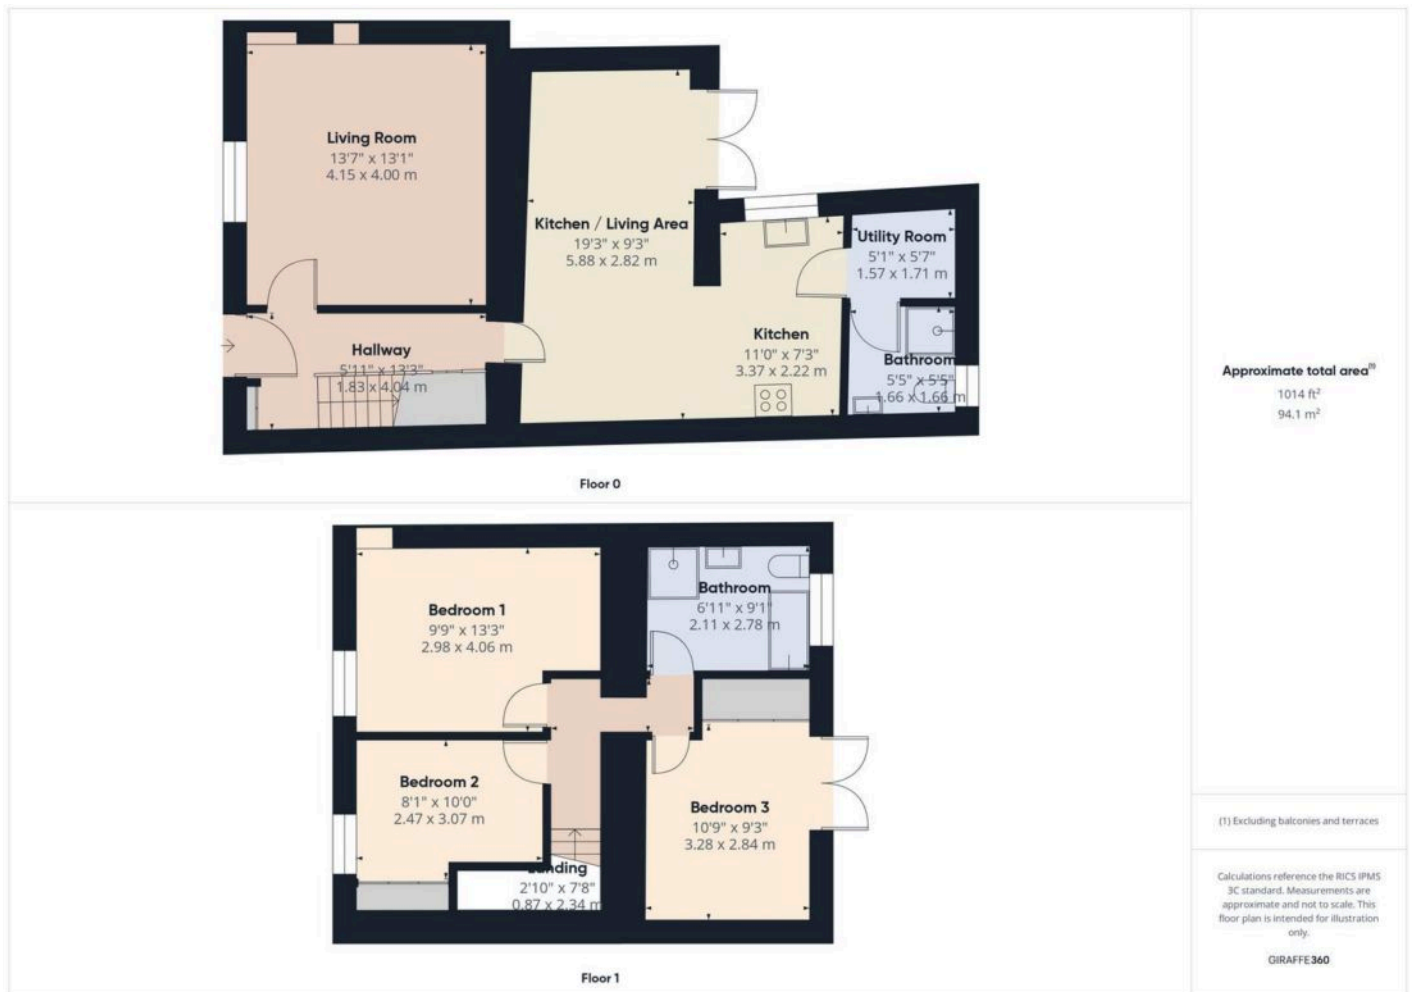 Living Room
13'7" x 13'1"
4.15 x 4.00 m
Kitchen / Living Area
19'3" x 9'3"
5.88 x 2.82 m
Utility Room
5'1" x 5'7"
1.57 x 1.71 m
Kitchen
11'0" x 7'3"
3.37 x 2.22 m
Hallway
5'11" x 13'3"
1.83 x 4.04 m
Bathroom
5'5" x 5'5"
1.66 x 1.66 m
Floor 0
Bedroom 1
9'9" x 13'3"
2.98 x 4.06 m
Bathroom
6'11" x 9'1"
2.11 x 2.78 m
Bedroom 2
8'1" x 10'0"
2.47 x 3.07 m
Bedroom 3
10'9" x 9'3"
3.28 x 2.84 m
Landing
2'10" x 7'8"
0.87 x 2.34 m
Floor 1
Approximate total area(1)
1014 ft²
94.1 m²
(1) Excluding balconies and terraces
Calculations reference the RICS IPMS
3C standard. Measurements are
approximate and not to scale. This
floor plan is intended for illustration
only.
GIRAFFE360